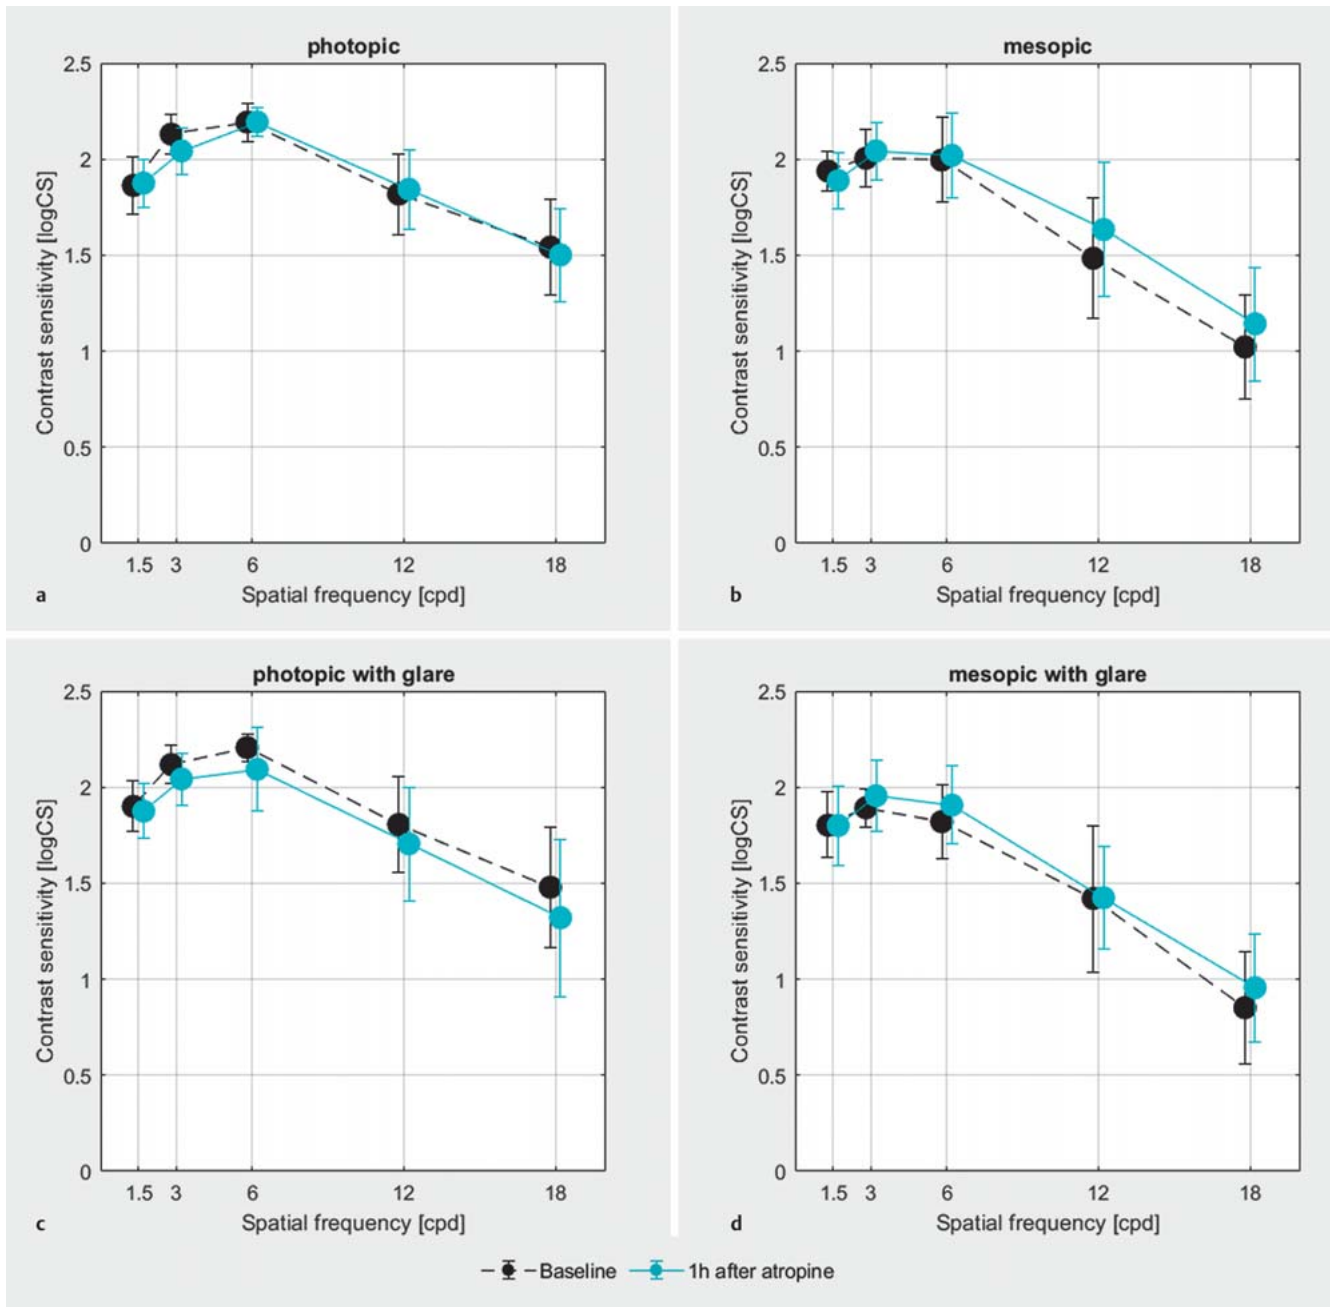 photopic
2.5
2
1.5
1
0.5
0
Contrast sensitivity [logCS]
1.5 3 6 12 18
a Spatial frequency [cpd]
mesopic
2.5
2
1.5
1
0.5
0
Contrast sensitivity [logCS]
1.5 3 6 12 18
b Spatial frequency [cpd]
photopic with glare
2.5
2
1.5
1
0.5
0
Contrast sensitivity [logCS]
1.5 3 6 12 18
c Spatial frequency [cpd]
mesopic with glare
2.5
2
1.5
1
0.5
0
Contrast sensitivity [logCS]
1.5 3 6 12 18
d Spatial frequency [cpd]
Baseline 1h after atropine